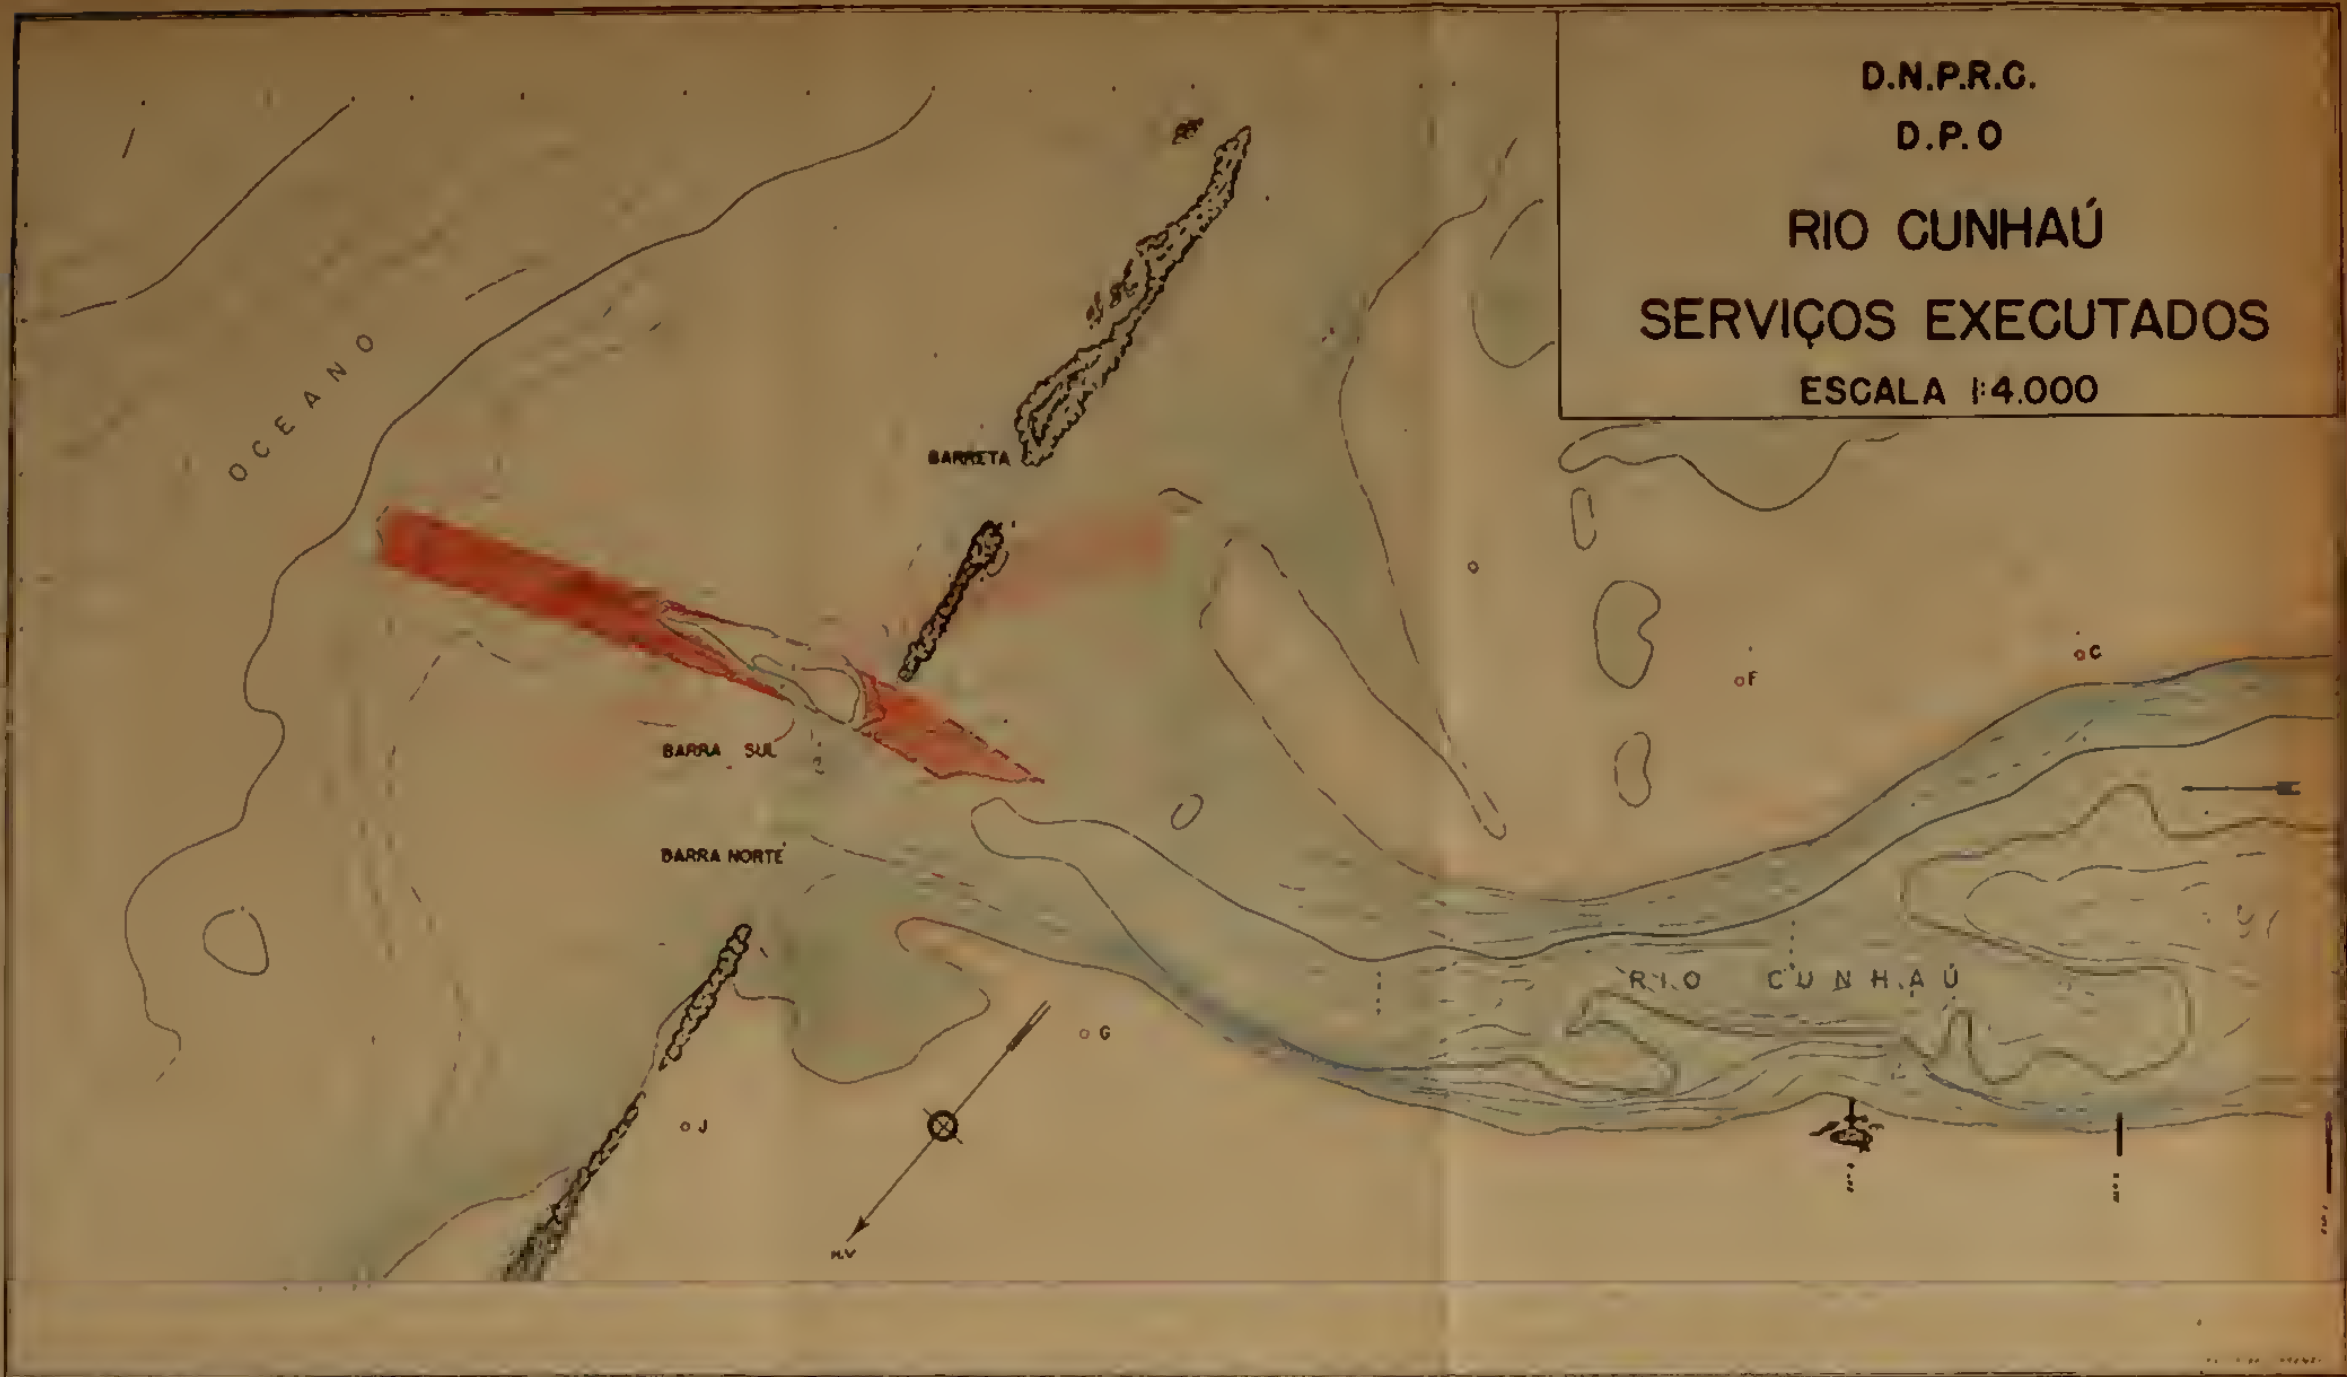 D.N.P.R.C.
D.P.O
RIO CUNHAÚ
SERVIÇOS EXECUTADOS
ESCALA 1:4.000
OCEANO
BARRETA
F
C
BARRA SUL
BARRA NORTE
RIO CUNHAÚ
G
J
N.V